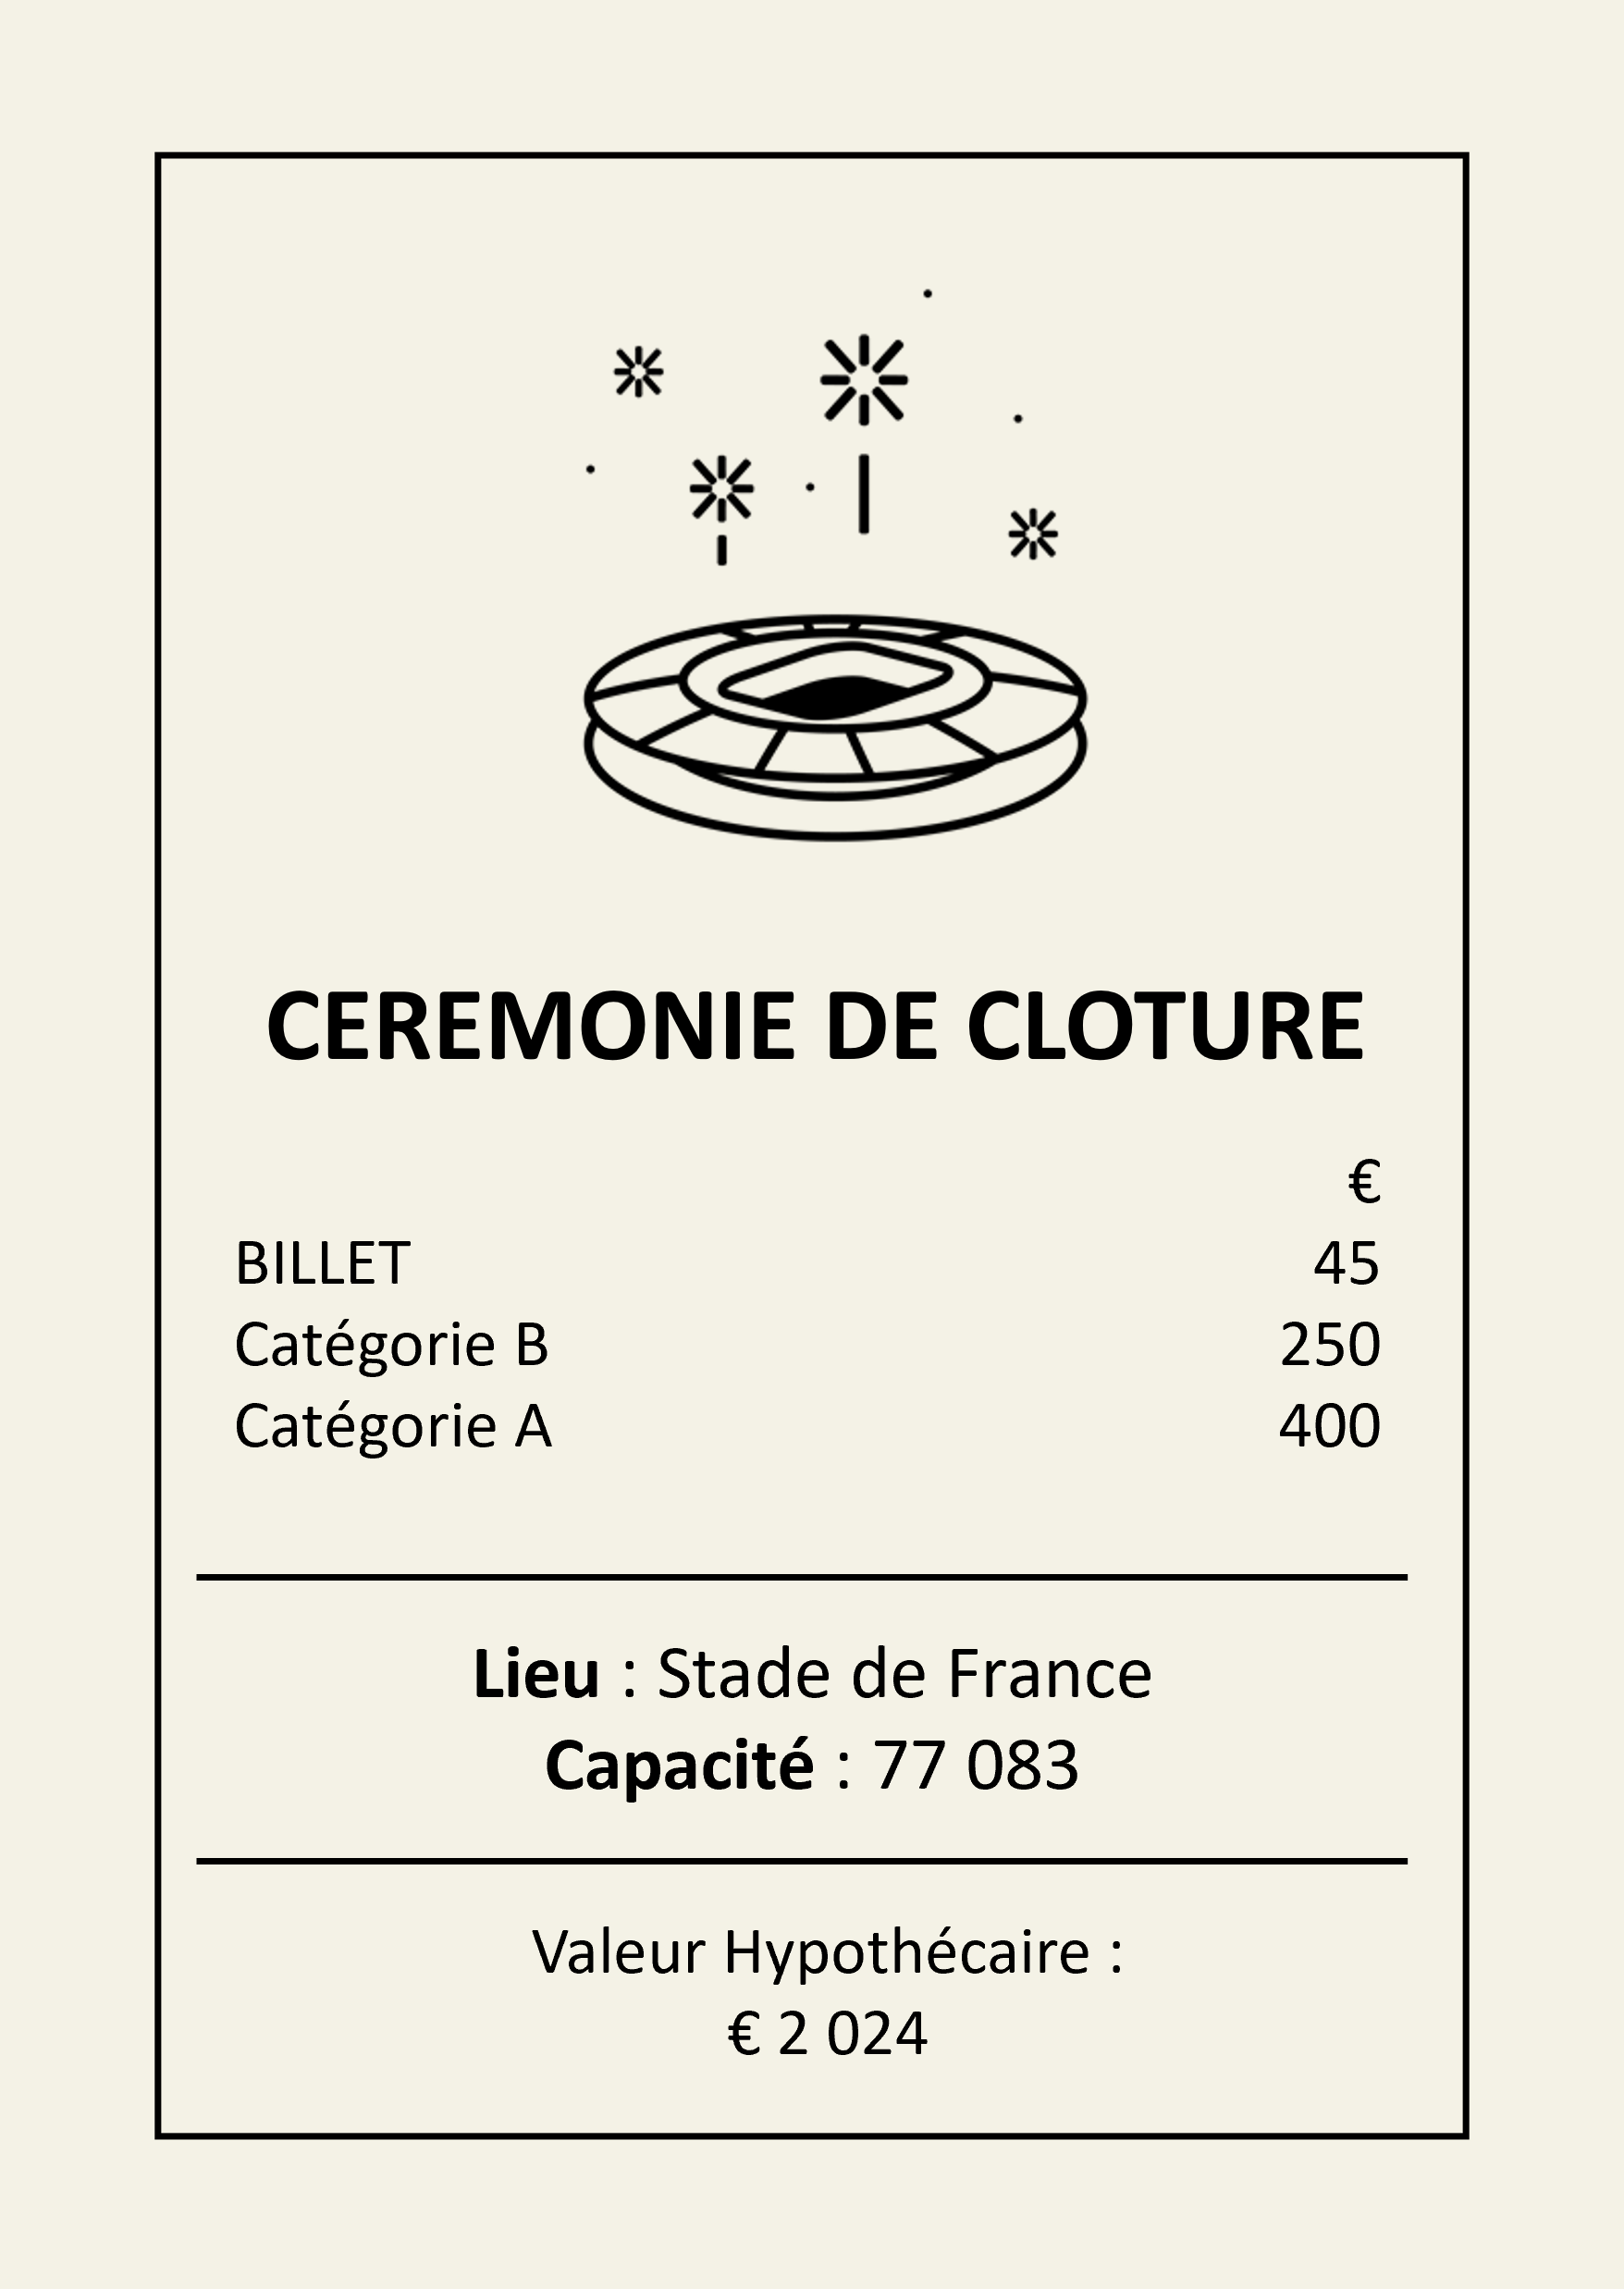 CEREMONIE DE CLOTURE
€
BILLET 45
Catégorie B 250
Catégorie A 400
Lieu : Stade de France
Capacité : 77 083
Valeur Hypothécaire :
€ 2 024